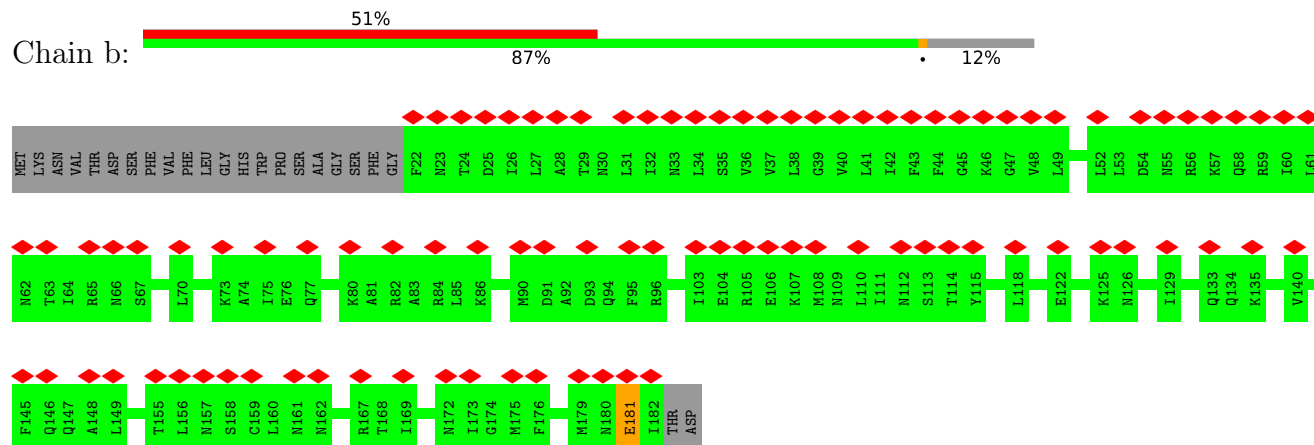 51%
Chain b:
87%
•
12%
MET LYS ASN VAL THR ASP SER PHE VAL PHE LEU GLY HIS TRP PRO SER ALA GLY SER PHE GLY F22 N23 T24 D25 I26 L27 A28 T29 N30 L31 I32 N33 L34 S35 V36 V37 L38 G39 V40 L41 I42 F43 F44 G45 K46 G47 V48 L49 L52 L53 D54 N55 R56 K57 Q58 R59 I60 L61
N62 T63 I64 R65 N66 S67 L70 K73 A74 I75 E76 Q77 K80 A81 R82 A83 R84 L85 K86 M90 D91 A92 D93 Q94 F95 R96 I103 E104 R105 E106 K107 M108 N109 L110 I111 N112 S113 T114 Y115 L118 E122 K125 N126 I129 Q133 Q134 K135 V140
F145 Q146 Q147 A148 L149 T155 L156 N157 S158 C159 L160 N161 N162 R167 T168 I169 N172 I173 G174 M175 F176 M179 N180 E181 I182 THR ASP